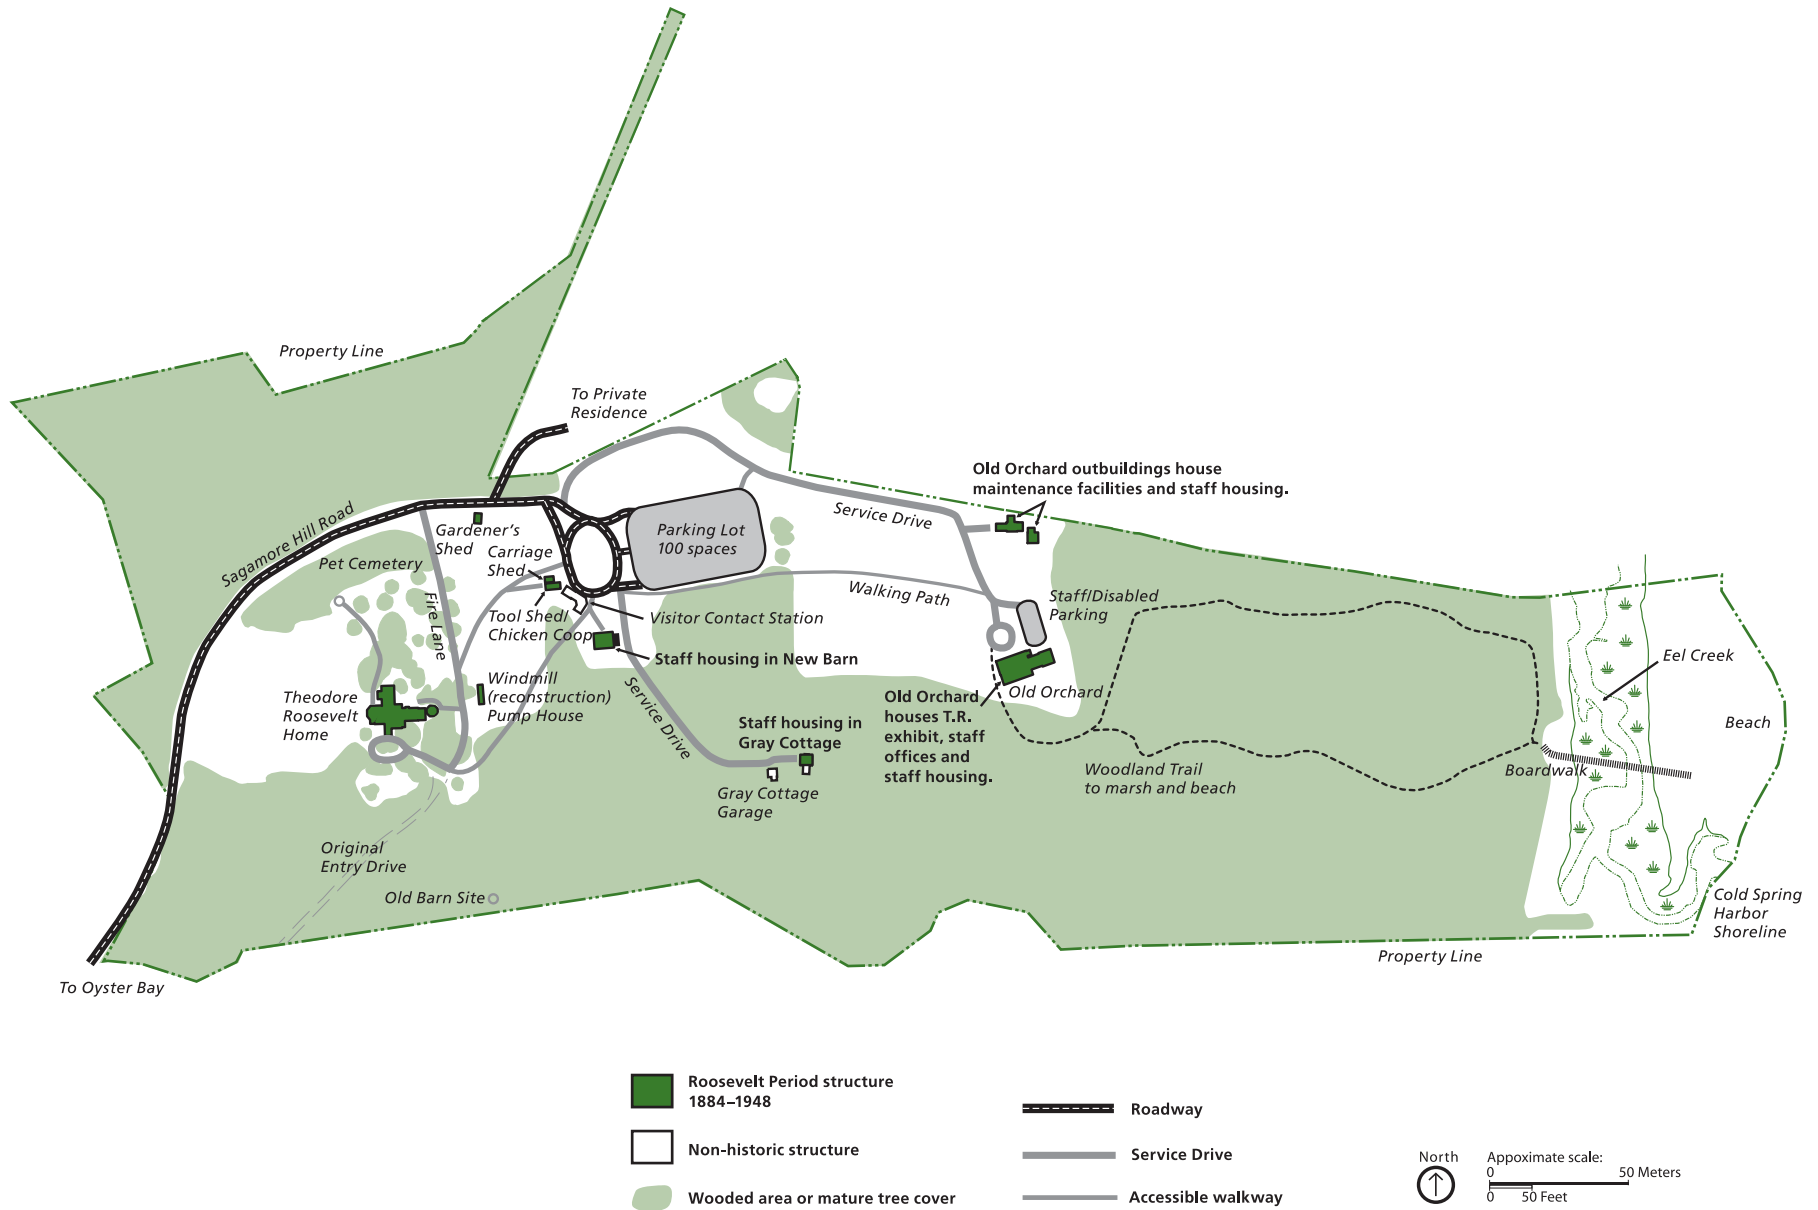 Property Line
To Private
Residence
Old Orchard outbuildings house
maintenance facilities and staff housing.
Sagamore Hill Road
Gardener's
Shed
Parking Lot
100 spaces
Service Drive
Carriage
Shed
Pet Cemetery
Fire Lane
Walking Path
Staff/Disabled
Parking
Tool Shed/
Chicken Coop
Visitor Contact Station
Staff housing in New Barn
Eel Creek
Theodore
Roosevelt
Home
Windmill
(reconstruction)
Pump House
Service Drive
Old Orchard
Old Orchard
houses T.R.
exhibit, staff
offices and
staff housing.
Staff housing in
Gray Cottage
Beach
Boardwalk
Woodland Trail
to marsh and beach
Gray Cottage
Garage
Original
Entry Drive
Old Barn Site
Cold Spring
Harbor
Shoreline
Property Line
To Oyster Bay
Roosevelt Period structure
1884–1948
Non-historic structure
Wooded area or mature tree cover
Roadway
Service Drive
Accessible walkway
North
Appoximate scale:
0 50 Meters
0 50 Feet